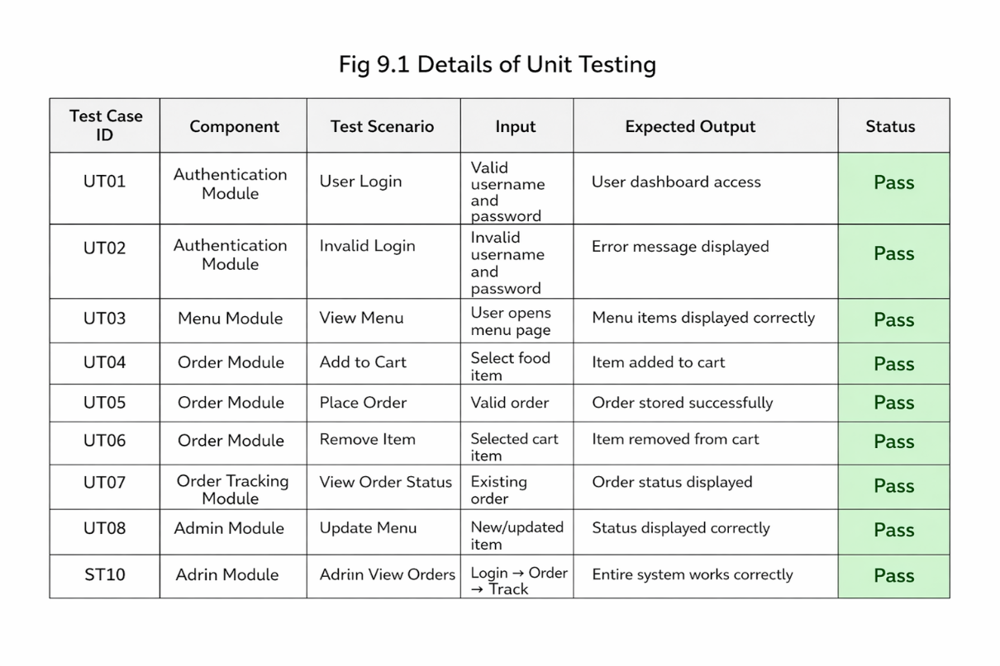 Fig 9.1 Details of Unit Testing
Test Case
ID
Component
Test Scenario
Input
Expected Output
Status
UT01
Authentication
Module
User Login
Valid
username
and
password
User dashboard access
Pass
UT02
Authentication
Module
Invalid Login
Invalid
username
and
password
Error message displayed
Pass
UT03
Menu Module
View Menu
User opens
menu page
Menu items displayed correctly
Pass
UT04
Order Module
Add to Cart
Select food
item
Item added to cart
Pass
UT05
Order Module
Place Order
Valid order
Order stored successfully
Pass
UT06
Order Module
Remove Item
Selected cart
item
Item removed from cart
Pass
UT07
Order Tracking
Module
View Order Status
Existing
order
Order status displayed
Pass
UT08
Admin Module
Update Menu
New/updated
item
Status displayed correctly
Pass
ST10
Adrin Module
Adriın View Orders
Login → Order
→ Track
Entire system works correctly
Pass